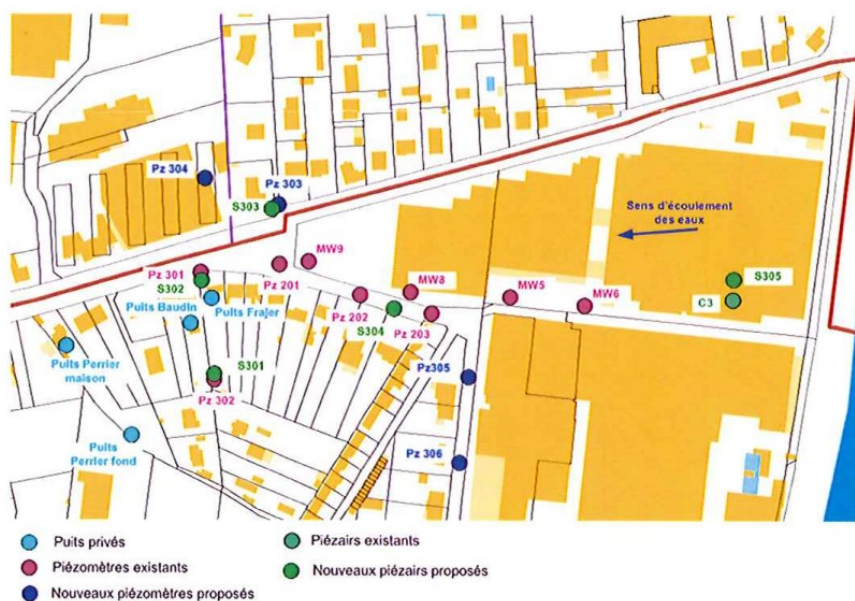 Pz 304
Pz 303
S303
Sens d'écoulement
des eaux
MW9
Pz 301
Pz 201
S302
MW8
S305
Puits Baudin
Puits Frajer
Pz 202
MW5
C3
MW6
S304
Pz 203
Puits Perrier
maison
S301
Pz305
Pz 302
Puits
Perrier fond
Pz 306
Puits privés
Piézairs existants
Piézomètres existants
Nouveaux piézairs proposés
Nouveaux piézomètres proposés